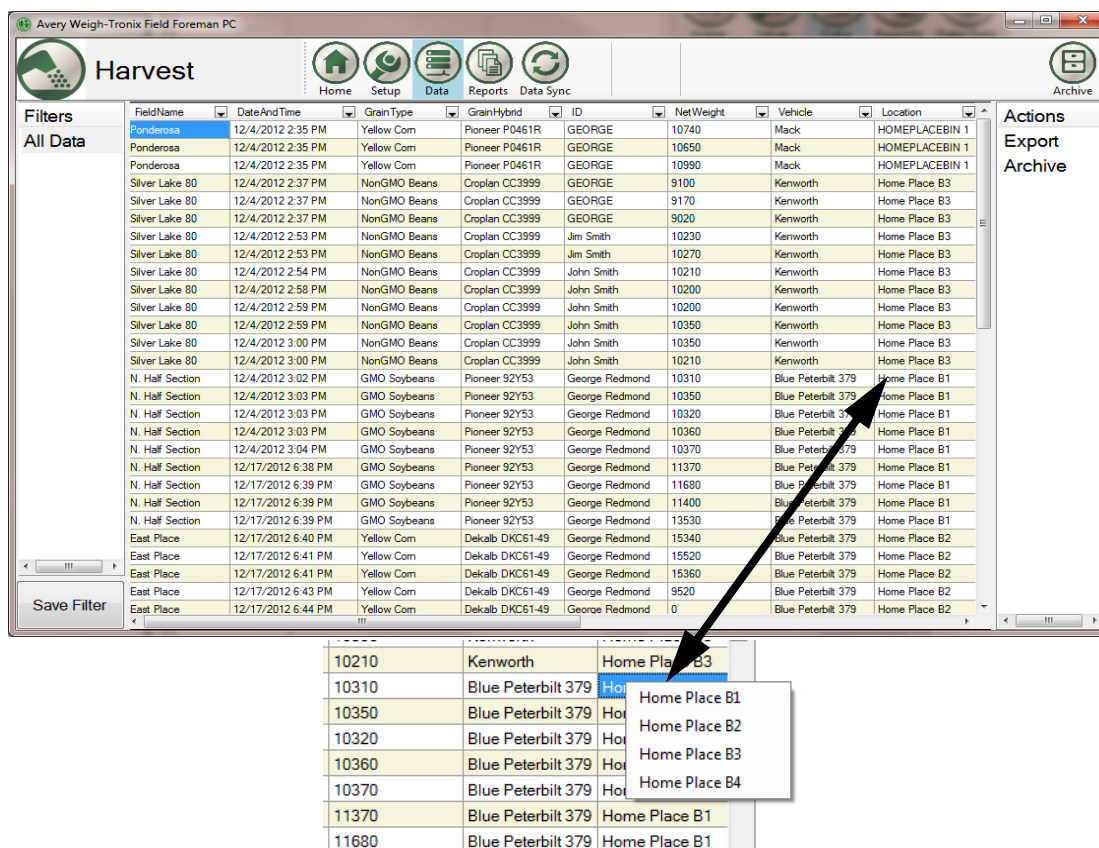 Avery Weigh-Tronix Field Foreman PC
Harvest
Home Setup Data Reports Data Sync Archive
Filters
All Data
Save Filter
FieldName DateAndTime GrainType GrainHybrid ID NetWeight Vehicle Location
Ponderosa 12/4/2012 2:35 PM Yellow Corn Pioneer P0461R GEORGE 10740 Mack HOMEPLACEBIN 1
Ponderosa 12/4/2012 2:35 PM Yellow Corn Pioneer P0461R GEORGE 10650 Mack HOMEPLACEBIN 1
Ponderosa 12/4/2012 2:35 PM Yellow Corn Pioneer P0461R GEORGE 10990 Mack HOMEPLACEBIN 1
Silver Lake 80 12/4/2012 2:37 PM NonGMO Beans Croplan CC3999 GEORGE 9100 Kenworth Home Place B3
Silver Lake 80 12/4/2012 2:37 PM NonGMO Beans Croplan CC3999 GEORGE 9170 Kenworth Home Place B3
Silver Lake 80 12/4/2012 2:37 PM NonGMO Beans Croplan CC3999 GEORGE 9020 Kenworth Home Place B3
Silver Lake 80 12/4/2012 2:53 PM NonGMO Beans Croplan CC3999 Jim Smith 10230 Kenworth Home Place B3
Silver Lake 80 12/4/2012 2:53 PM NonGMO Beans Croplan CC3999 Jim Smith 10270 Kenworth Home Place B3
Silver Lake 80 12/4/2012 2:54 PM NonGMO Beans Croplan CC3999 John Smith 10210 Kenworth Home Place B3
Silver Lake 80 12/4/2012 2:58 PM NonGMO Beans Croplan CC3999 John Smith 10200 Kenworth Home Place B3
Silver Lake 80 12/4/2012 2:59 PM NonGMO Beans Croplan CC3999 John Smith 10200 Kenworth Home Place B3
Silver Lake 80 12/4/2012 2:59 PM NonGMO Beans Croplan CC3999 John Smith 10350 Kenworth Home Place B3
Silver Lake 80 12/4/2012 3:00 PM NonGMO Beans Croplan CC3999 John Smith 10350 Kenworth Home Place B3
Silver Lake 80 12/4/2012 3:00 PM NonGMO Beans Croplan CC3999 John Smith 10210 Kenworth Home Place B3
N. Half Section 12/4/2012 3:02 PM GMO Soybeans Pioneer 92Y53 George Redmond 10310 Blue Peterbilt 379 Home Place B1
N. Half Section 12/4/2012 3:03 PM GMO Soybeans Pioneer 92Y53 George Redmond 10350 Blue Peterbilt 379 Home Place B1
N. Half Section 12/4/2012 3:03 PM GMO Soybeans Pioneer 92Y53 George Redmond 10320 Blue Peterbilt 379 Home Place B1
N. Half Section 12/4/2012 3:03 PM GMO Soybeans Pioneer 92Y53 George Redmond 10360 Blue Peterbilt 379 Home Place B1
N. Half Section 12/4/2012 3:04 PM GMO Soybeans Pioneer 92Y53 George Redmond 10370 Blue Peterbilt 379 Home Place B1
N. Half Section 12/17/2012 6:38 PM GMO Soybeans Pioneer 92Y53 George Redmond 11370 Blue Peterbilt 379 Home Place B1
N. Half Section 12/17/2012 6:39 PM GMO Soybeans Pioneer 92Y53 George Redmond 11680 Blue Peterbilt 379 Home Place B1
N. Half Section 12/17/2012 6:39 PM GMO Soybeans Pioneer 92Y53 George Redmond 11400 Blue Peterbilt 379 Home Place B1
N. Half Section 12/17/2012 6:39 PM GMO Soybeans Pioneer 92Y53 George Redmond 13530 Blue Peterbilt 379 Home Place B1
East Place 12/17/2012 6:40 PM Yellow Corn Dekalb DKC61-49 George Redmond 15340 Blue Peterbilt 379 Home Place B2
East Place 12/17/2012 6:41 PM Yellow Corn Dekalb DKC61-49 George Redmond 15520 Blue Peterbilt 379 Home Place B2
East Place 12/17/2012 6:41 PM Yellow Corn Dekalb DKC61-49 George Redmond 15360 Blue Peterbilt 379 Home Place B2
East Place 12/17/2012 6:43 PM Yellow Corn Dekalb DKC61-49 George Redmond 9520 Blue Peterbilt 379 Home Place B2
East Place 12/17/2012 6:44 PM Yellow Corn Dekalb DKC61-49 George Redmond 0 Blue Peterbilt 379 Home Place B2
Actions
Export
Archive
10210 Kenworth Home Place B3
10310 Blue Peterbilt 379
10350 Blue Peterbilt 379
10320 Blue Peterbilt 379
10360 Blue Peterbilt 379
10370 Blue Peterbilt 379
11370 Blue Peterbilt 379 Home Place B1
11680 Blue Peterbilt 379 Home Place B1
Home Place B1
Home Place B2
Home Place B3
Home Place B4